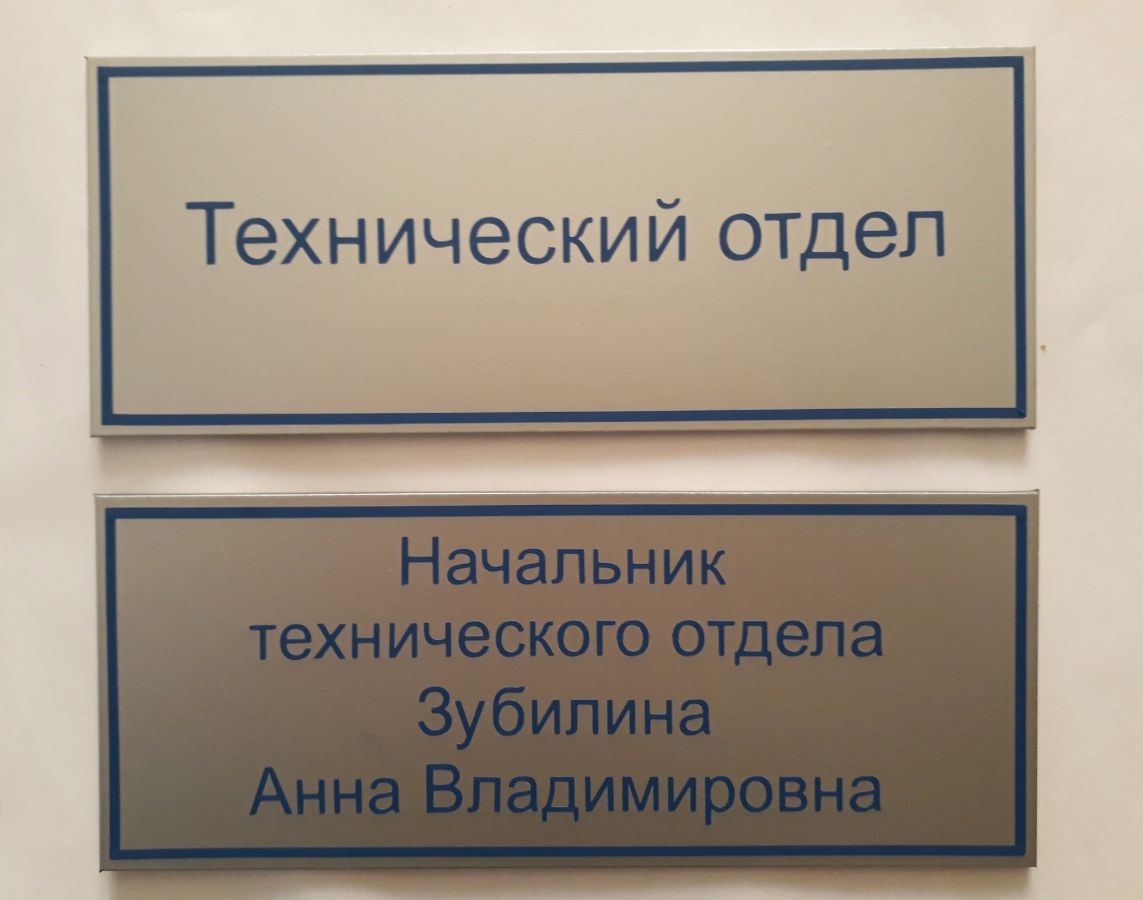 Технический отдел
Начальник
технического отдела
Зубилина
Анна Владимировна